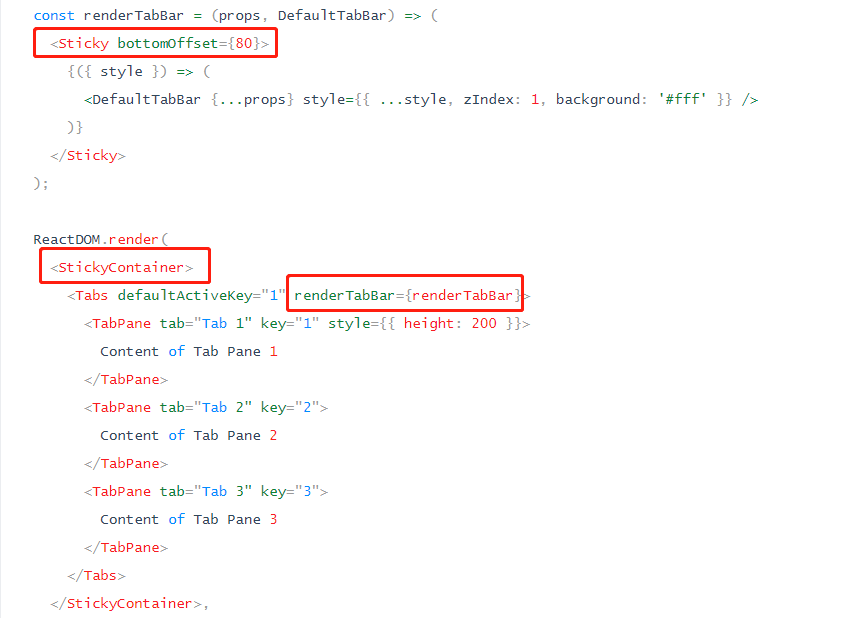 const renderTabBar = (props, DefaultTabBar) => (
  <Sticky bottomOffset={80}>
    {({ style }) => (
      <DefaultTabBar {...props} style={{ ...style, zIndex: 1, background: '#fff' }} />
    )}
  </Sticky>
);

ReactDOM.render(
  <StickyContainer>
    <Tabs defaultActiveKey="1" renderTabBar={renderTabBar}>
      <TabPane tab="Tab 1" key="1" style={{ height: 200 }}>
        Content of Tab Pane 1
      </TabPane>
      <TabPane tab="Tab 2" key="2">
        Content of Tab Pane 2
      </TabPane>
      <TabPane tab="Tab 3" key="3">
        Content of Tab Pane 3
      </TabPane>
    </Tabs>
  </StickyContainer>,